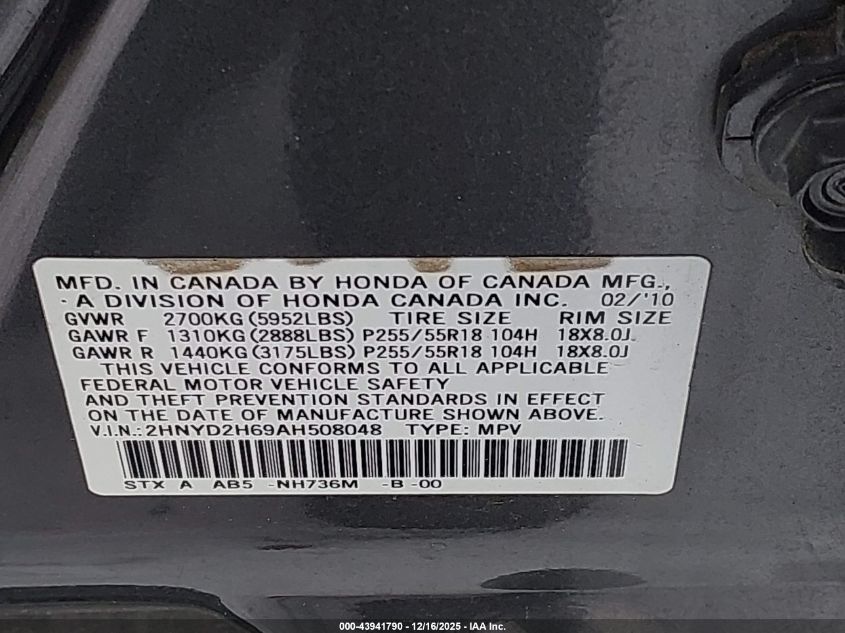 MFD. IN CANADA BY HONDA OF CANADA MFG.,
A DIVISION OF HONDA CANADA INC. 02/'10
GVWR 2700KG(5952LBS) TIRE SIZE RIM SIZE
GAWR F 1310KG(2888LBS) P255/55R18 104H 18X8.0J
GAWR R 1440KG(3175LBS) P255/55R18 104H 18X8.0J
THIS VEHICLE CONFORMS TO ALL APPLICABLE
FEDERAL MOTOR VEHICLE SAFETY
AND THEFT PREVENTION STANDARDS IN EFFECT
ON THE DATE OF MANUFACTURE SHOWN ABOVE.
V.I.N.:2HNYD2H69AH508048 TYPE: MPV
STX A AB5 -NH736M -B -00
000-43941790 - 12/16/2025 - IAA Inc.